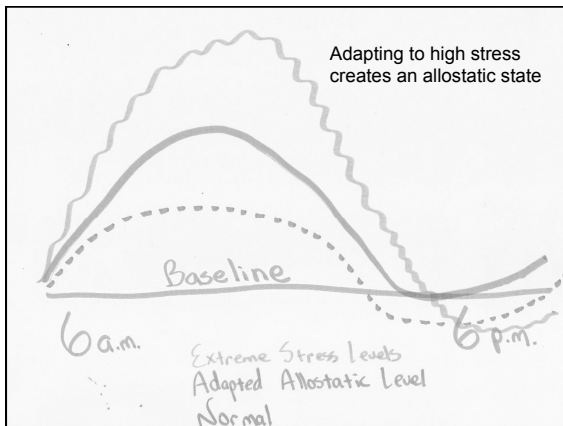 Adapting to high stress
creates an allostatic state
Baseline
6 a.m.
6 p.m.
Extreme Stress Levels
Adapted Allostatic Level
Normal